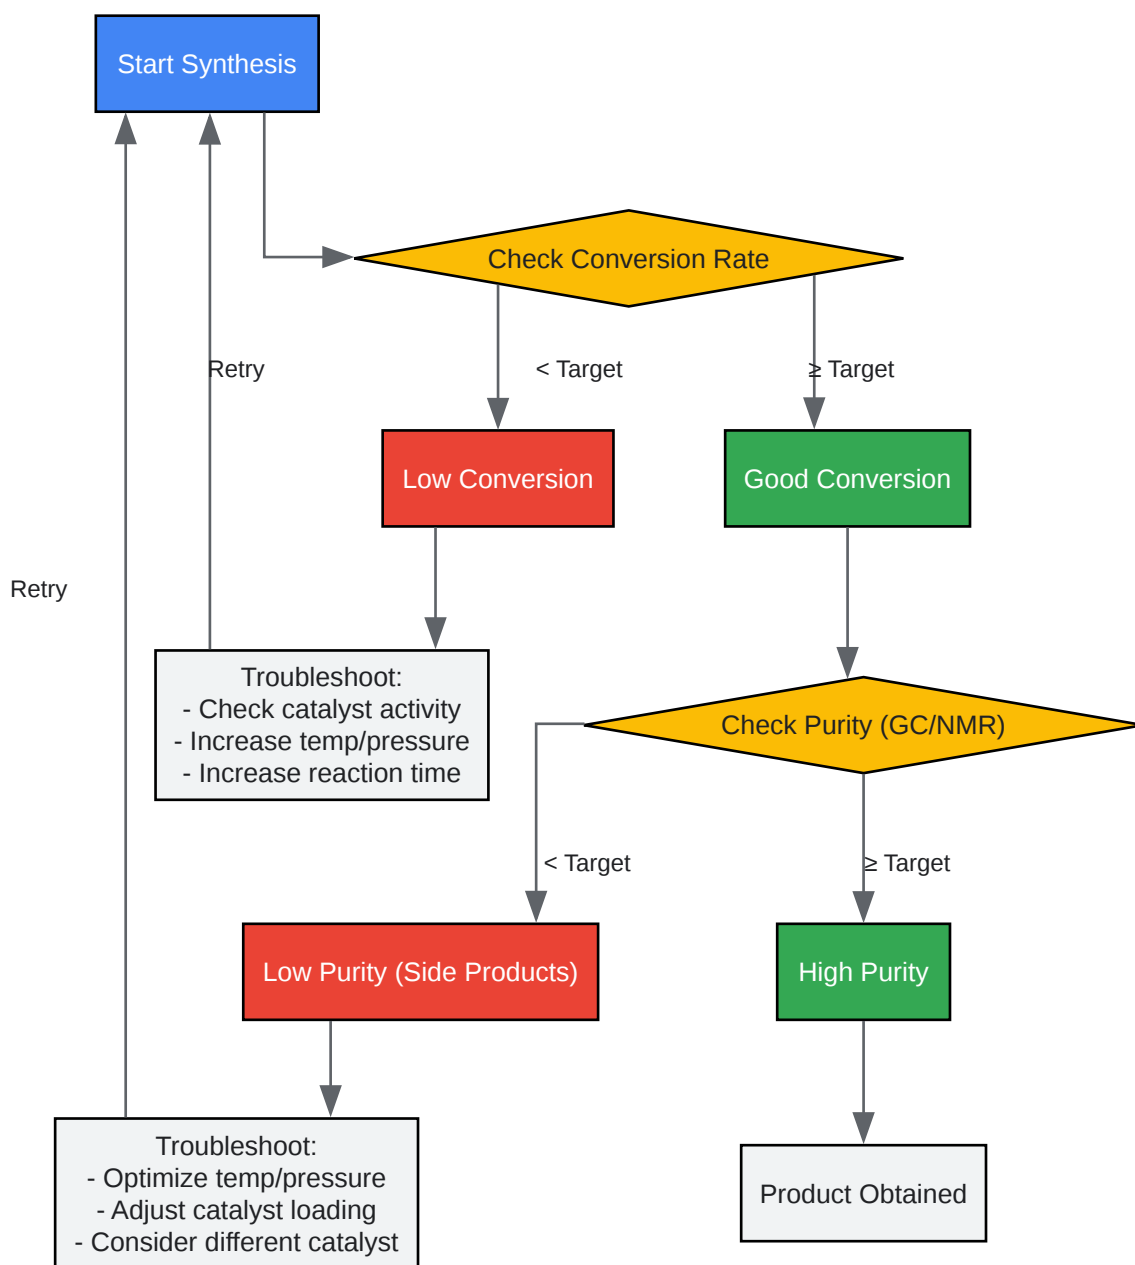 Start Synthesis
Check Conversion Rate
Retry
< Target
≥ Target
Low Conversion
Good Conversion
Retry
Troubleshoot:
- Check catalyst activity
- Increase temp/pressure
- Increase reaction time
Check Purity (GC/NMR)
< Target
≥ Target
Low Purity (Side Products)
High Purity
Troubleshoot:
- Optimize temp/pressure
- Adjust catalyst loading
- Consider different catalyst
Product Obtained